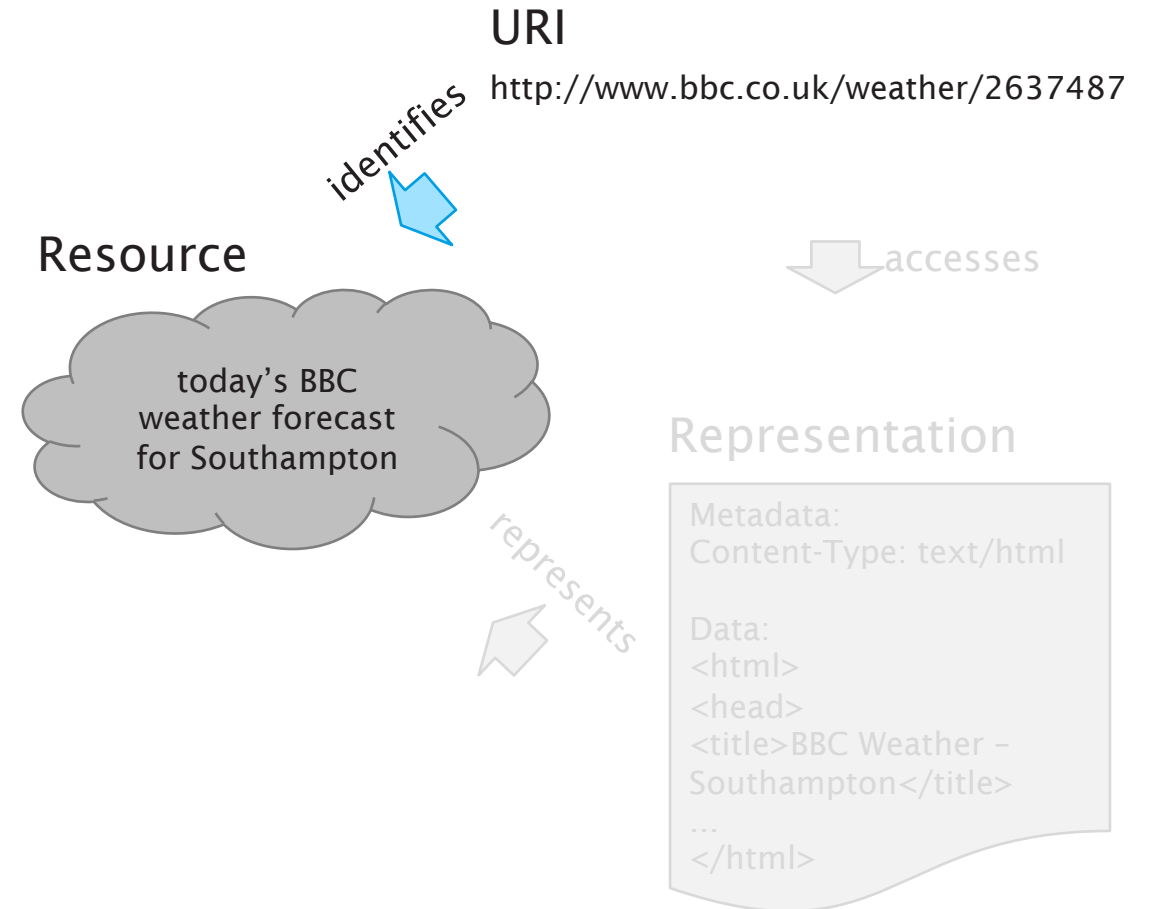 URI
http://www.bbc.co.uk/weather/2637487
identifies
Resource
accesses
today’s BBC
weather forecast
for Southampton
Representation
represents
Metadata:
Content-Type: text/html
Data:
<html>
<head>
<title>BBC Weather –
Southampton</title>
...
</html>